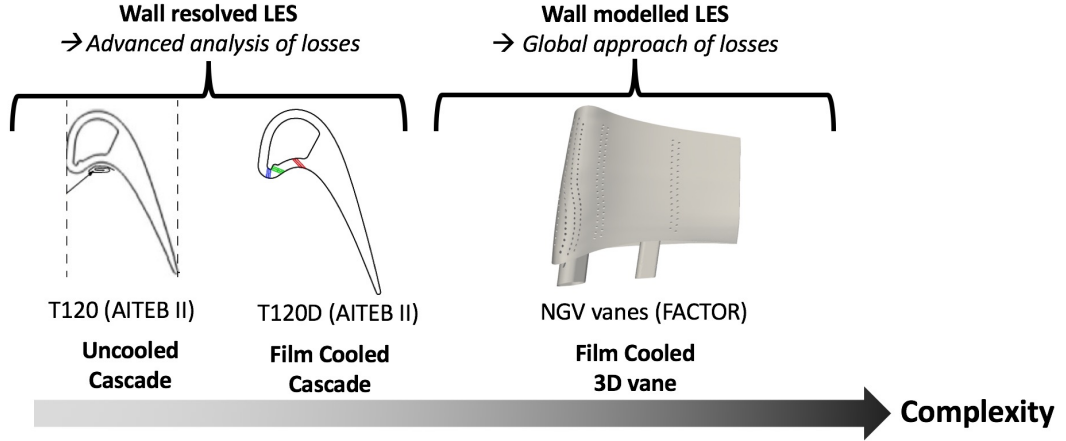 Wall resolved LES
→ Advanced analysis of losses
Wall modelled LES
→ Global approach of losses
T120 (AITEB II)
T120D (AITEB II)
NGV vanes (FACTOR)
Uncooled
Cascade
Film Cooled
Cascade
Film Cooled
3D vane
Complexity